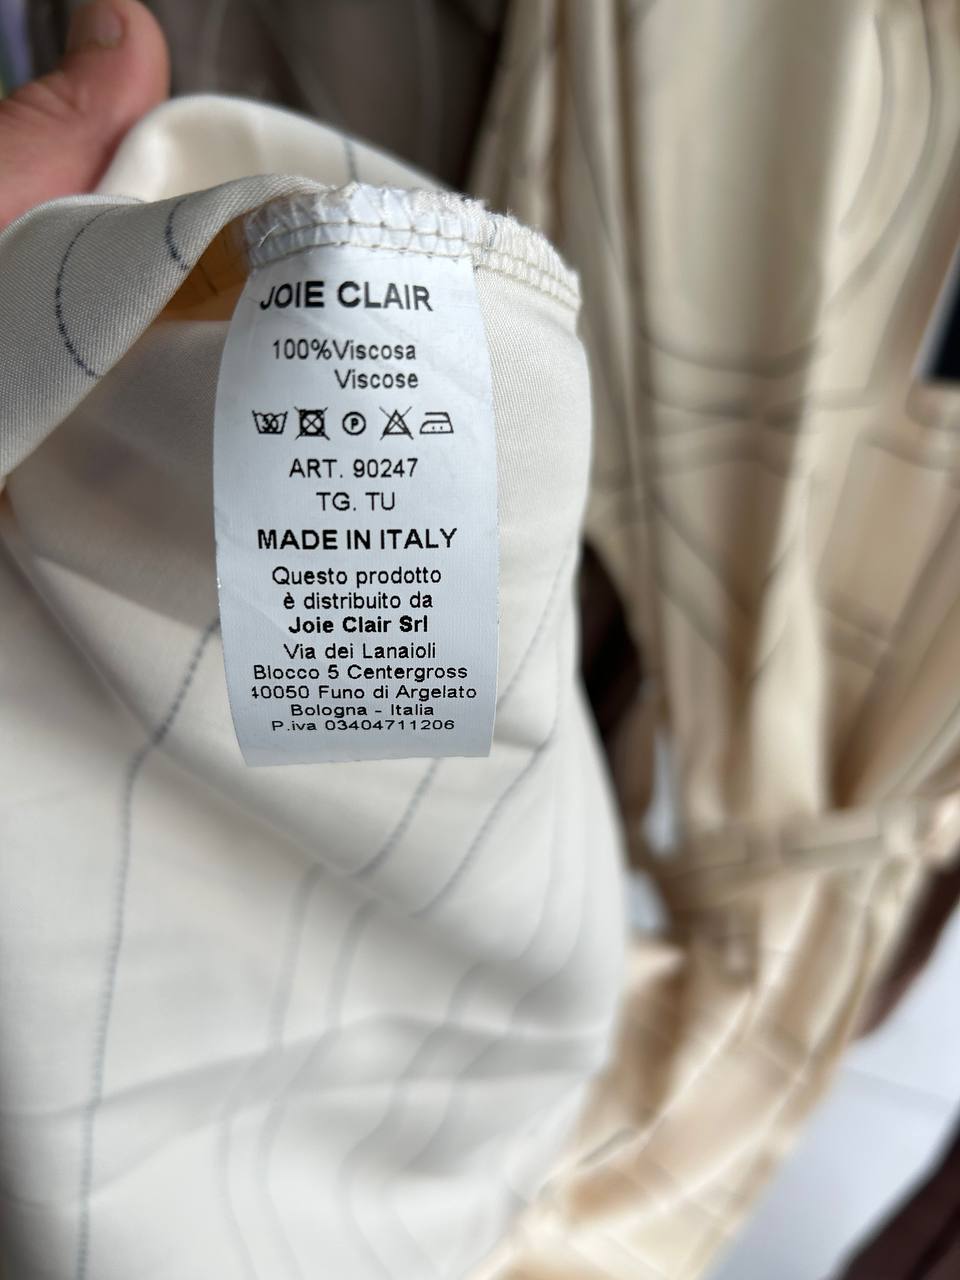 JOIE CLAIR
100%Viscosa
Viscose
30 P
ART. 90247
TG. TU
MADE IN ITALY
Questo prodotto
è distribuito da
Joie Clair Srl
Via dei Lanaioli
Blocco 5 Centergross
40050 Funo di Argelato
Bologna - Italia
P.iva 03404711206